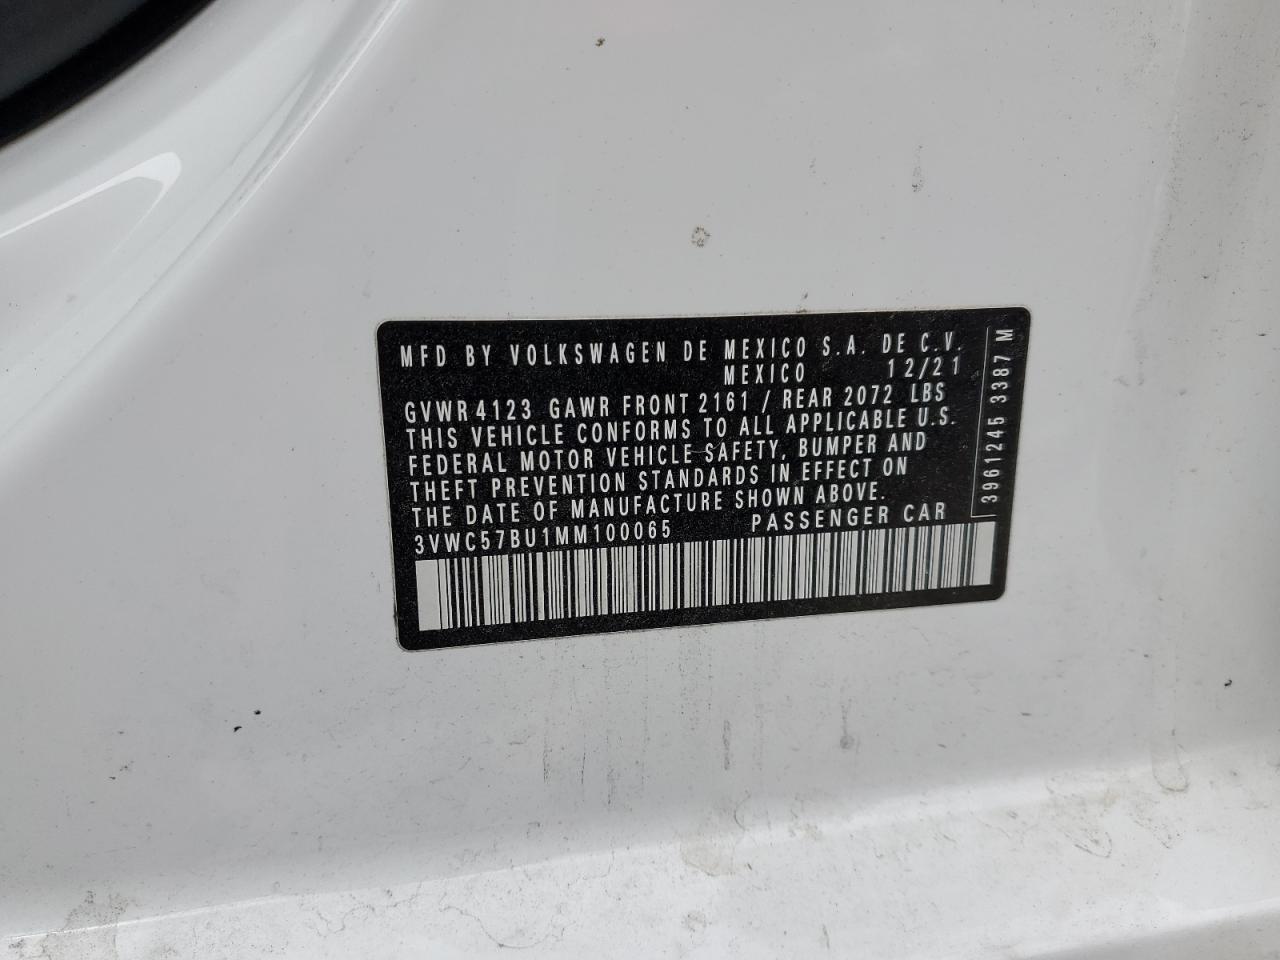 MFD BY VOLKSWAGEN DE MEXICO S.A. DE C.V.
MEXICO 12/21
GVWR 4123 GAWR FRONT 2161 / REAR 2072 LBS
THIS VEHICLE CONFORMS TO ALL APPLICABLE U.S.
FEDERAL MOTOR VEHICLE SAFETY, BUMPER AND
THEFT PREVENTION STANDARDS IN EFFECT ON
THE DATE OF MANUFACTURE SHOWN ABOVE.
3VWC57BU1MM100065 PASSENGER CAR
3961245 3387 M